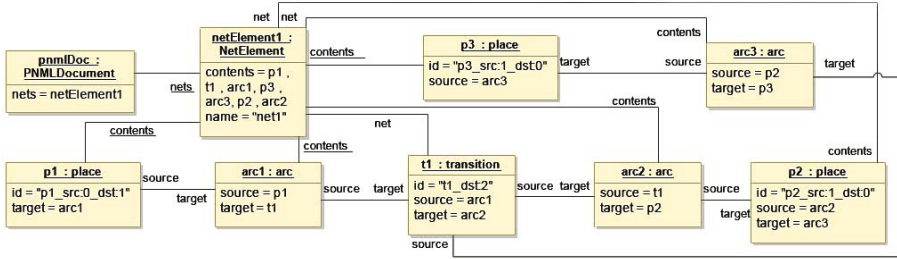 net net
pnmlDoc :
PNMLDocument
nets = netElement1
nets
netElement1 :
NetElement
contents = p1 ,
t1 , arc1, p3 ,
arc3, p2 , arc2
name = "net1"
contents
p3 : place
id = "p3_src:1_dst:0"
source = arc3
target
source
contents
arc3 : arc
source = p2
target = p3
target
contents
contents
net
contents
contents
p1 : place
id = "p1_src:0_dst:1"
target = arc1
source
target
arc1 : arc
source = p1
target = t1
source
target
t1 : transition
id = "t1_dst:2"
source = arc1
target = arc2
source
source target
arc2 : arc
source = t1
target = p2
source
target
p2 : place
id = "p2_src:1_dst:0"
source = arc2
target = arc3